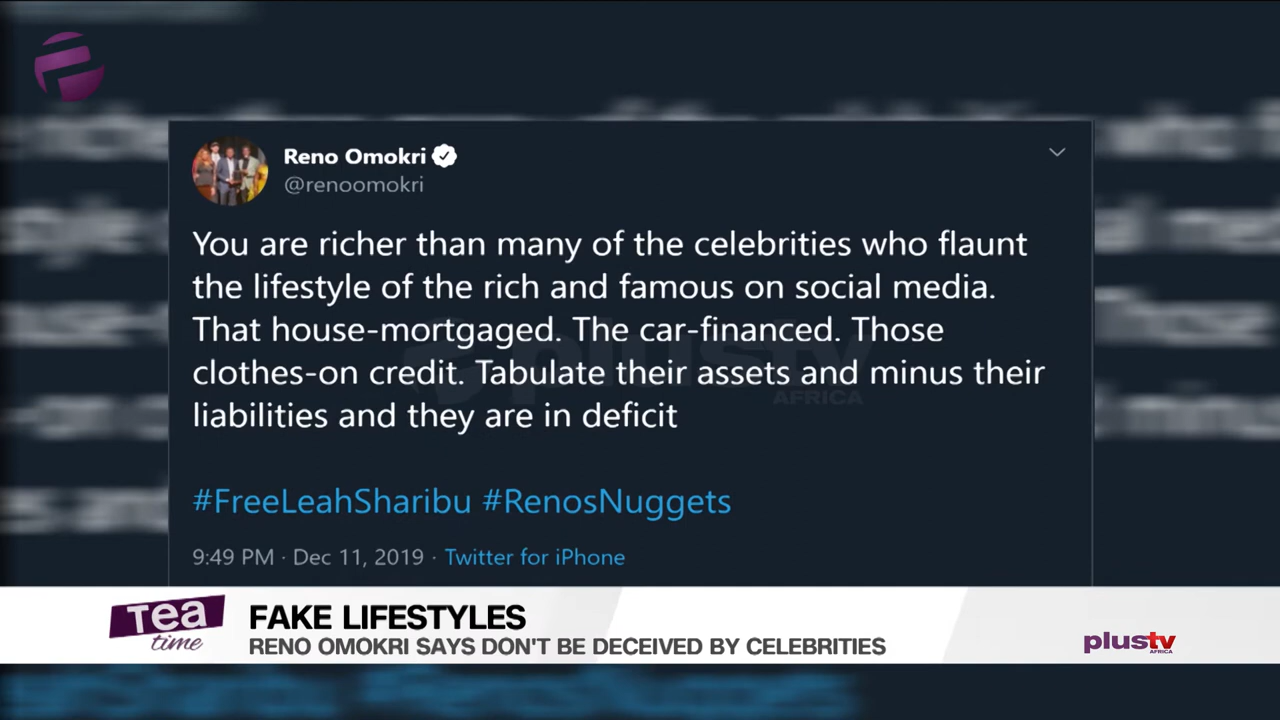 Reno Omokri
@renoomokri
You are richer than many of the celebrities who flaunt
the lifestyle of the rich and famous on social media.
That house-mortgaged. The car-financed. Those
clothes-on credit. Tabulate their assets and minus their
liabilities and they are in deficit
#FreeLeahSharibu #RenosNuggets
9:49 PM · Dec 11, 2019 · Twitter for iPhone
plustv
AFRICA
Tea
time
FAKE LIFESTYLES
RENO OMOKRI SAYS DON'T BE DECEIVED BY CELEBRITIES
plustv
AFRICA